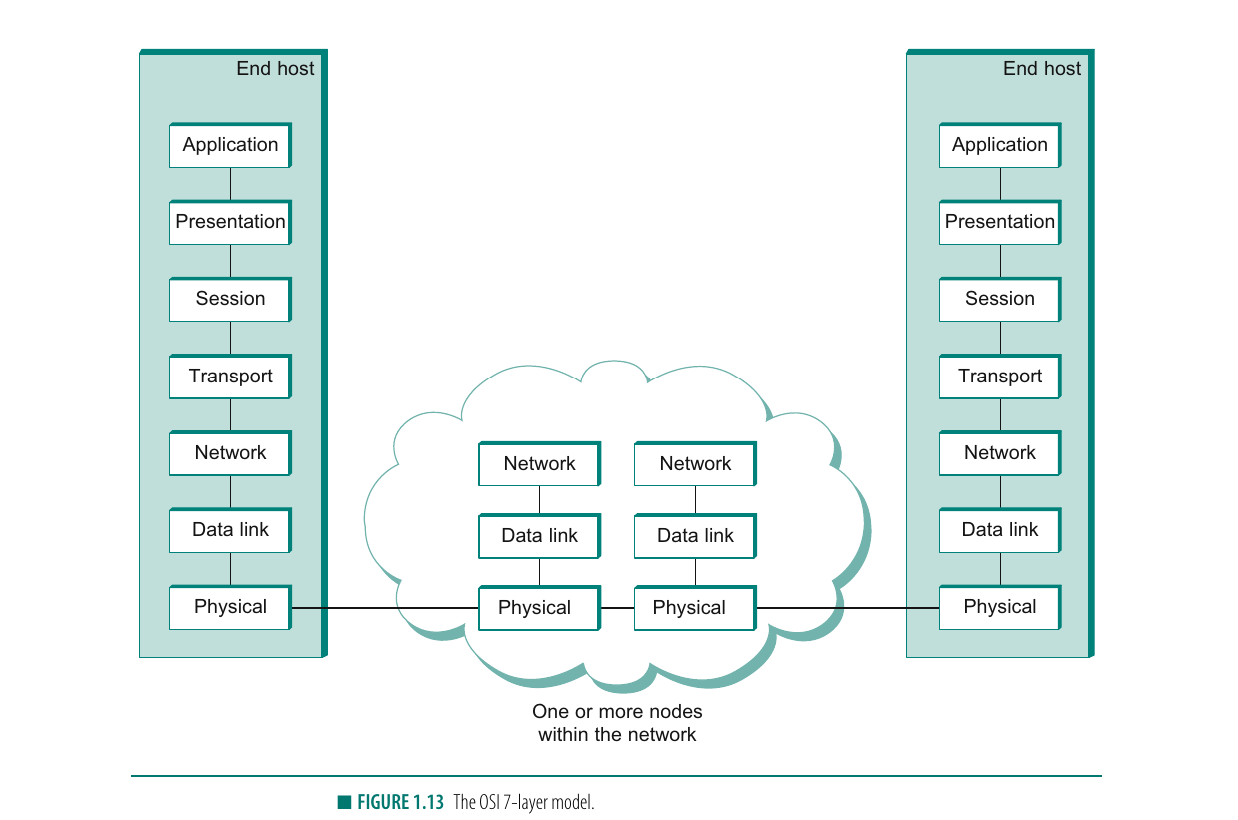 End host
Application
Presentation
Session
Transport
Network
Data link
Physical
Network
Data link
Physical
Network
Data link
Physical
One or more nodes
within the network
End host
Application
Presentation
Session
Transport
Network
Data link
Physical
■ FIGURE 1.13 The OSI 7-layer model.